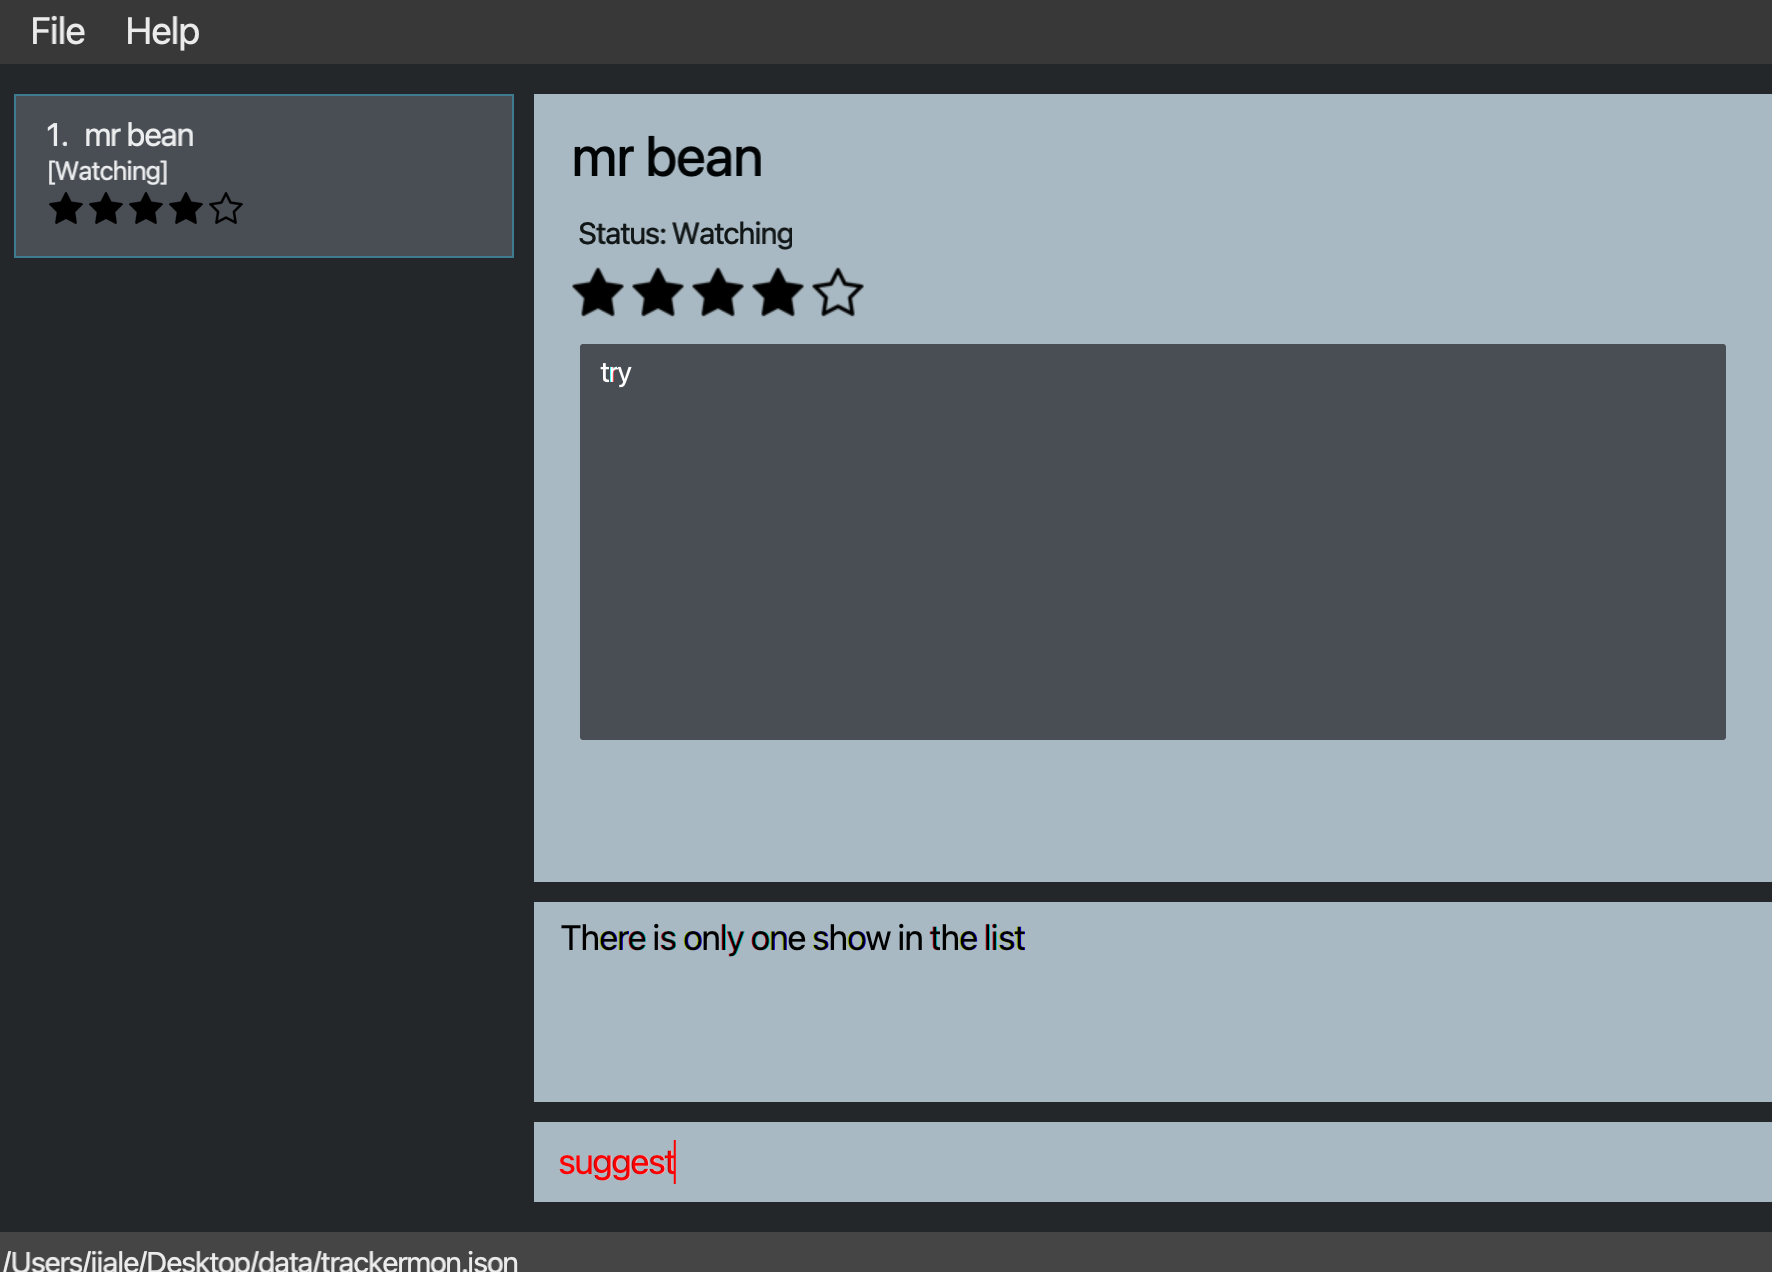 File Help
1. mr bean
[Watching]
mr bean
Status: Watching
try
There is only one show in the list
suggest
/Users/jiale/Desktop/data/trackermon.json